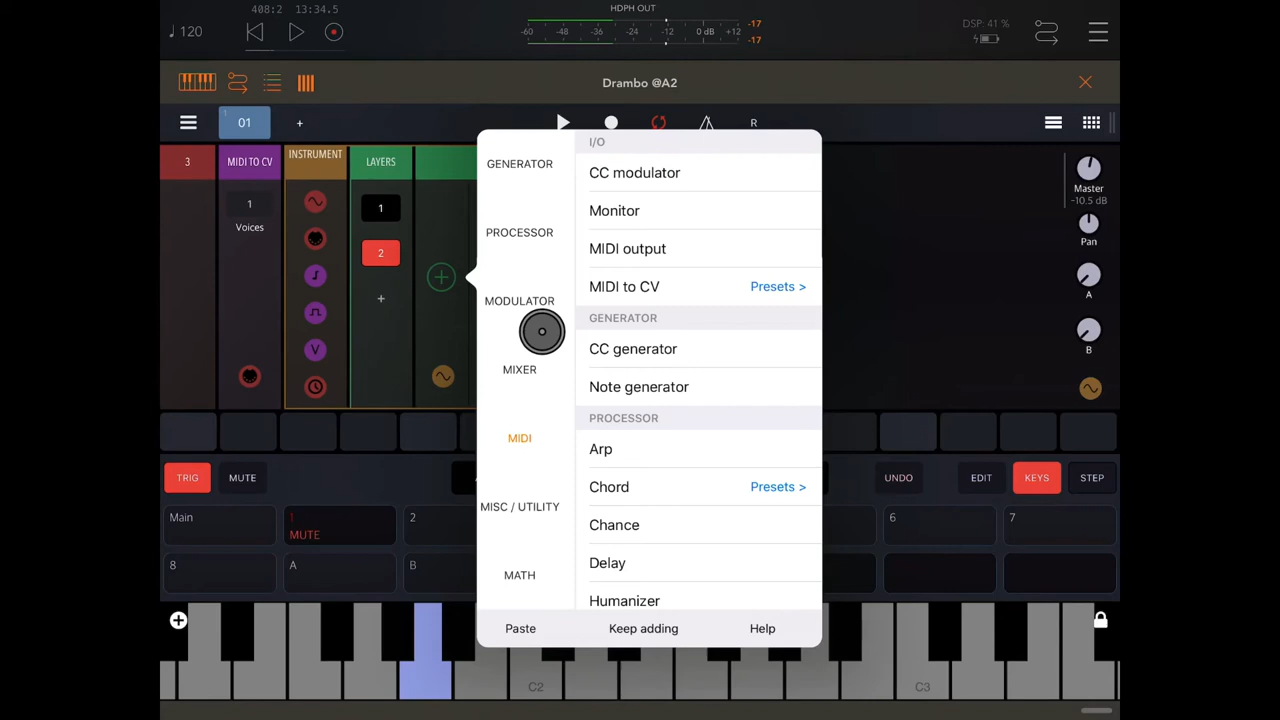 408:2 13:34.5
HDPH OUT
♩120
-60 -48 -36 -24 -12 0 dB +12
-17
-17
DSP: 41 %
Drambo @A2
1
01
+
R
3
MIDI TO CV
INSTRUMENT
LAYERS
1
Voices
1
2
+
GENERATOR
PROCESSOR
MODULATOR
MIXER
MIDI
MISC / UTILITY
MATH
I/O
CC modulator
Monitor
MIDI output
MIDI to CV Presets >
GENERATOR
CC generator
Note generator
PROCESSOR
Arp
Chord Presets >
Chance
Delay
Humanizer
Paste Keep adding Help
Master
-10.5 dB
Pan
A
B
TRIG MUTE
UNDO EDIT KEYS STEP
Main
1
MUTE
2
6
7
8
A
B
C2
C3